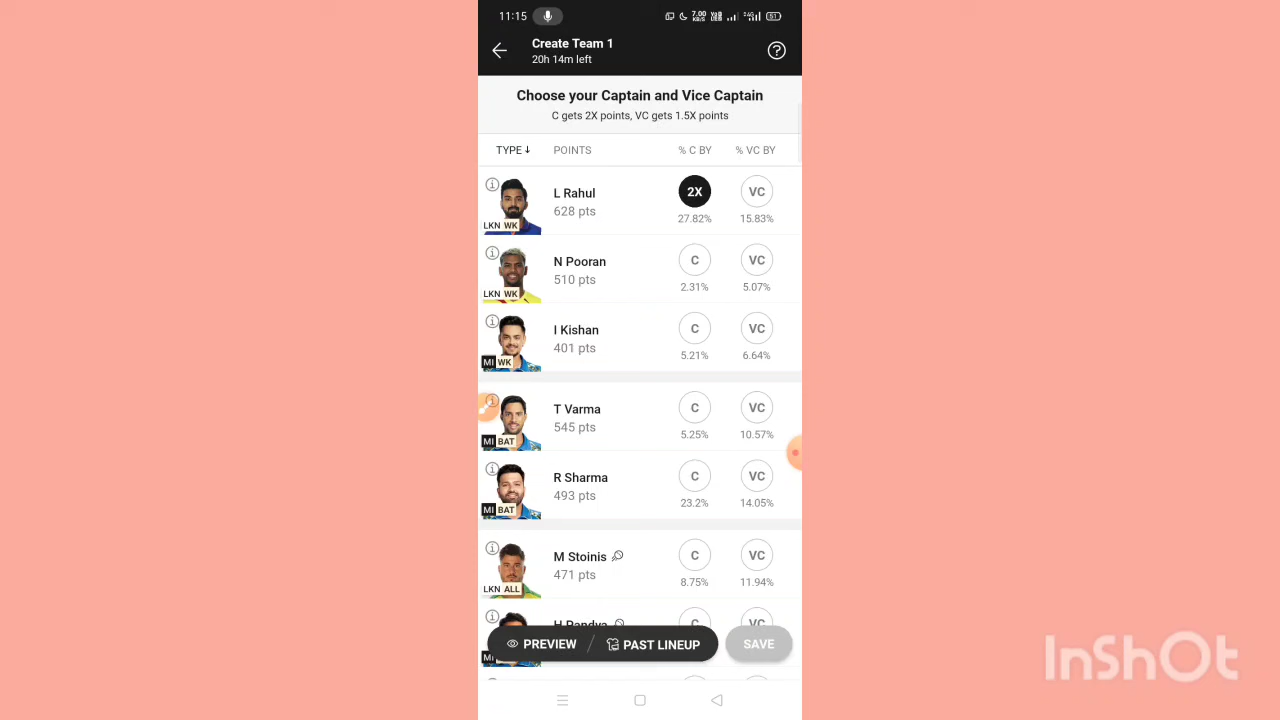 11:15
7.00 KB/S
51
Create Team 1
20h 14m left
?
Choose your Captain and Vice Captain
C gets 2X points, VC gets 1.5X points
TYPE ↓ POINTS % C BY % VC BY
L Rahul 2X VC
628 pts 27.82% 15.83%
LKN WK
N Pooran C VC
510 pts 2.31% 5.07%
LKN WK
I Kishan C VC
401 pts 5.21% 6.64%
MI WK
T Varma C VC
545 pts 5.25% 10.57%
MI BAT
R Sharma C VC
493 pts 23.2% 14.05%
MI BAT
M Stoinis C VC
471 pts 8.75% 11.94%
LKN ALL
H Pandya C VC
PREVIEW PAST LINEUP SAVE
MI
InShOt